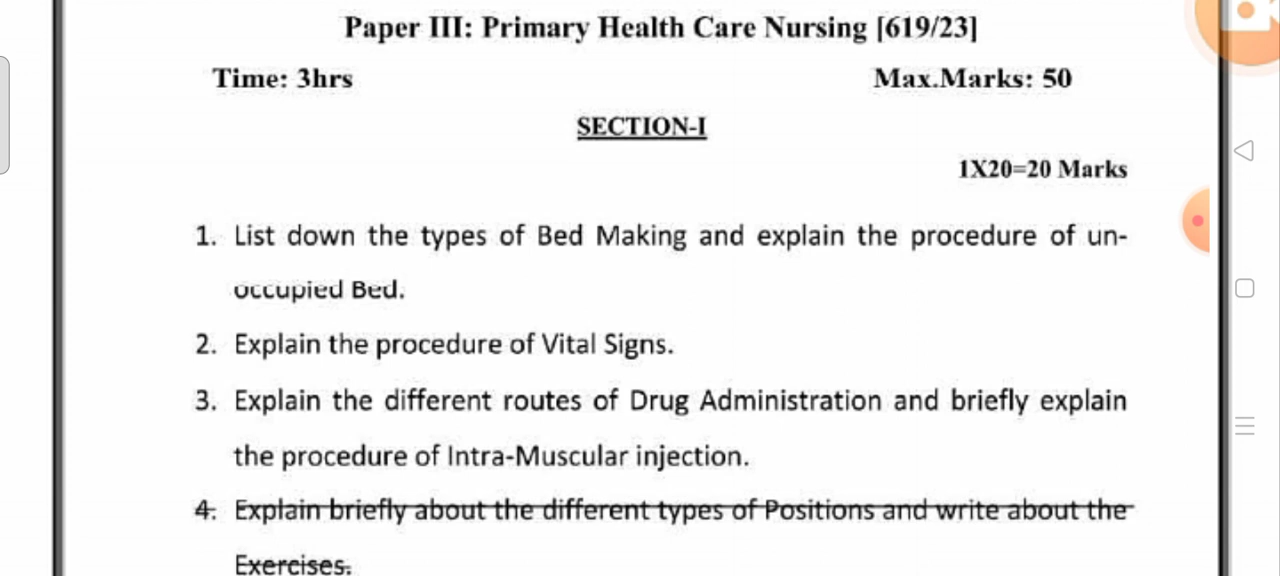 Paper III: Primary Health Care Nursing [619/23]
Time: 3hrs Max.Marks: 50
SECTION-I
1X20=20 Marks
1. List down the types of Bed Making and explain the procedure of un-
occupied Bed.
2. Explain the procedure of Vital Signs.
3. Explain the different routes of Drug Administration and briefly explain
the procedure of Intra-Muscular injection.
4. Explain briefly about the different types of Positions and write about the
Exercises.